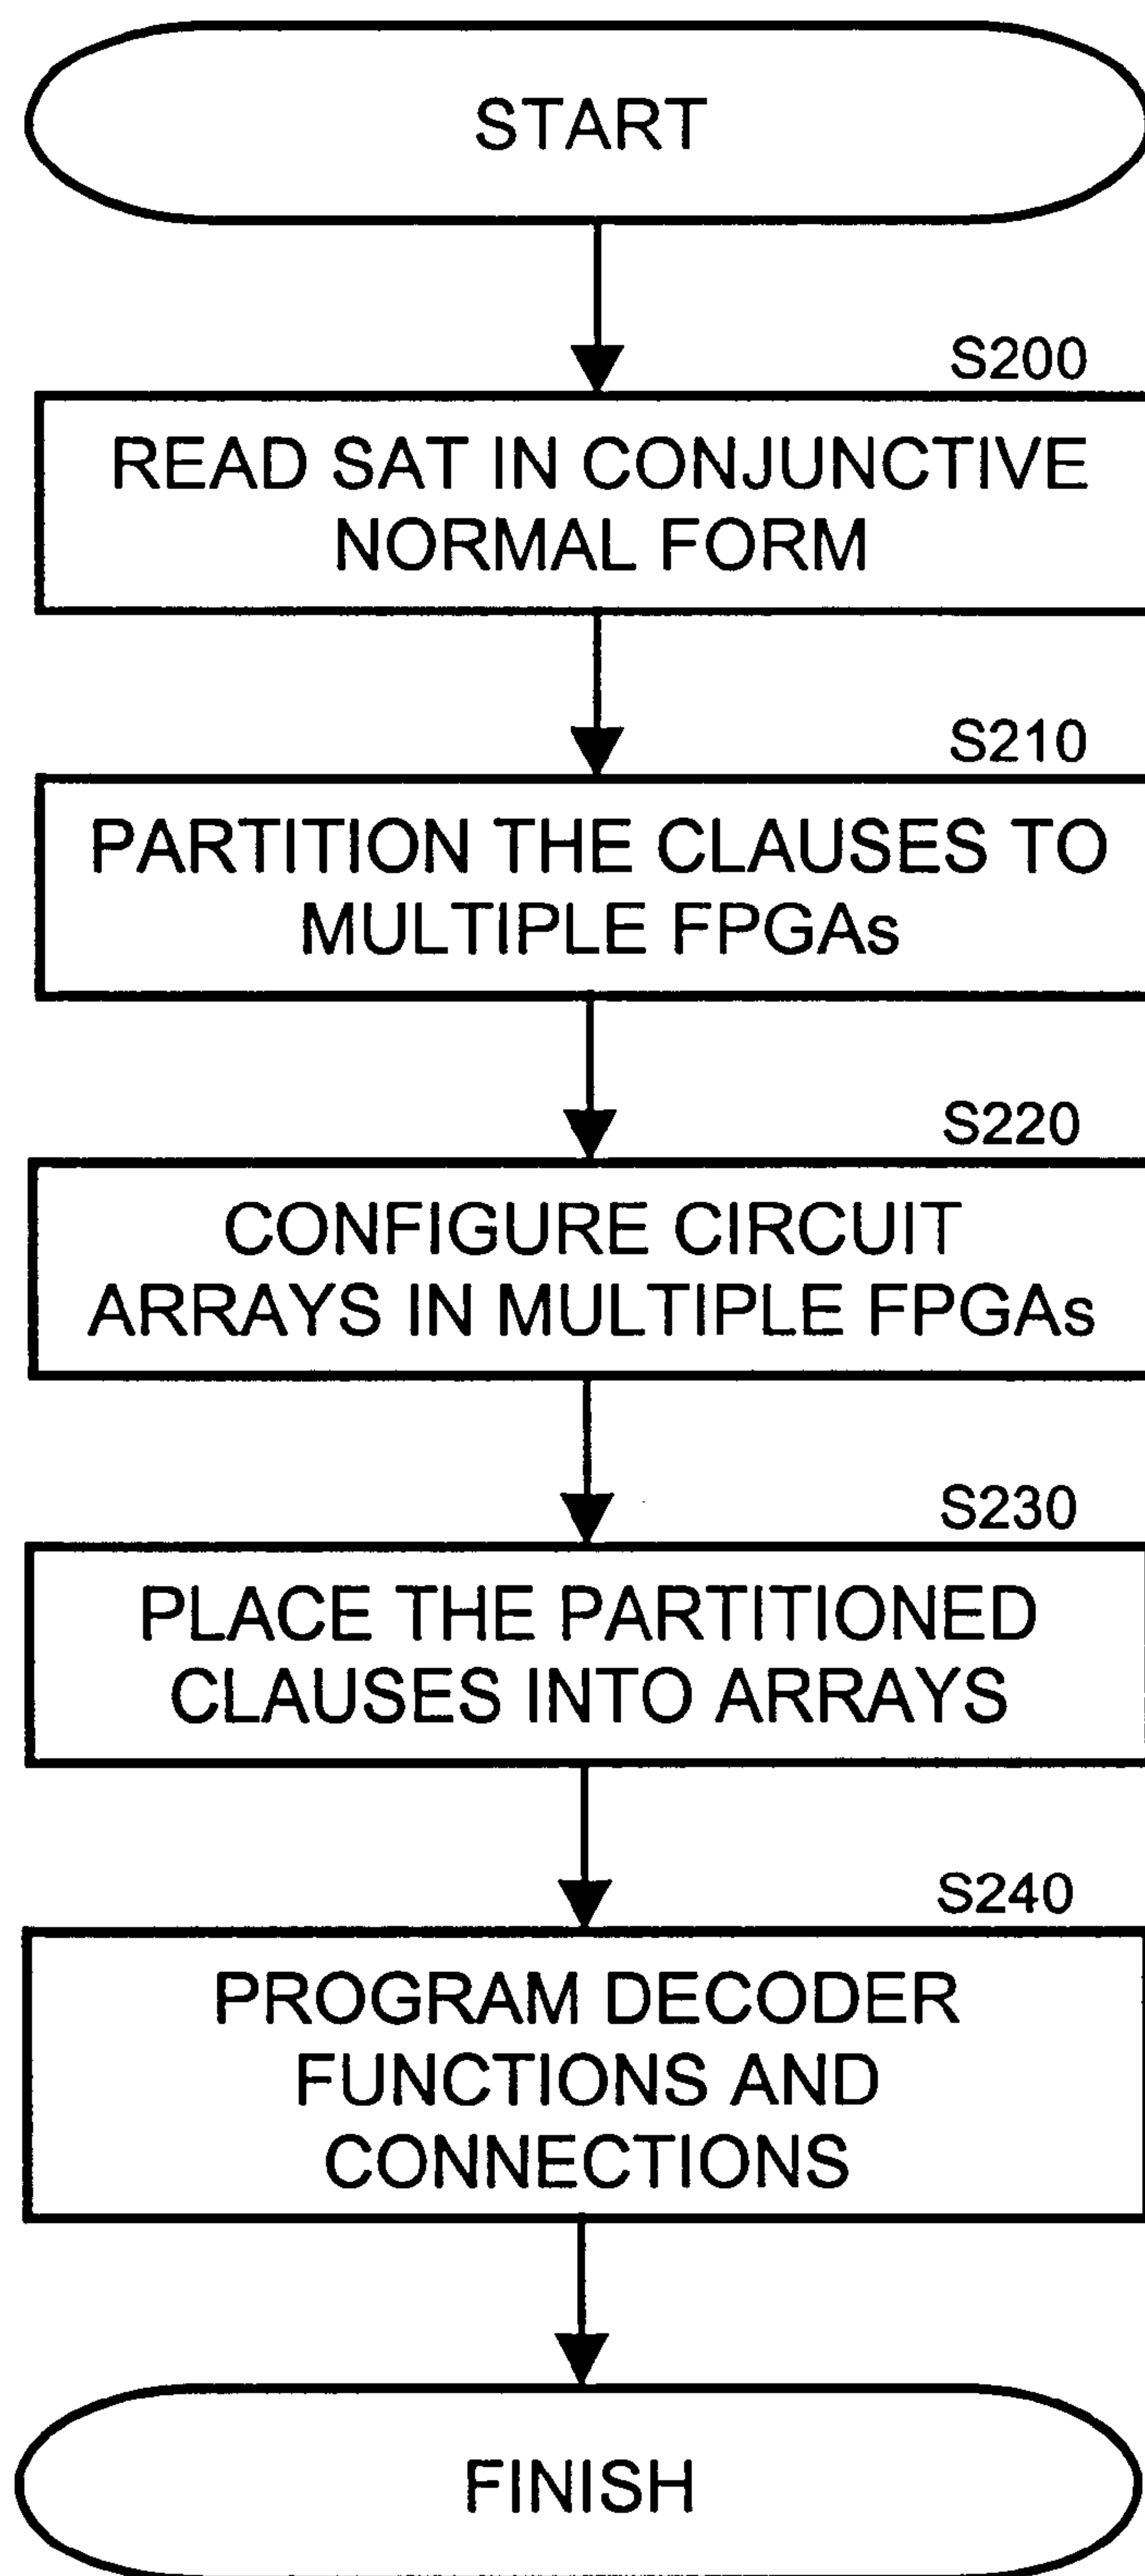 START
S200
READ SAT IN CONJUNCTIVE
NORMAL FORM
S210
PARTITION THE CLAUSES TO
MULTIPLE FPGAs
S220
CONFIGURE CIRCUIT
ARRAYS IN MULTIPLE FPGAs
S230
PLACE THE PARTITIONED
CLAUSES INTO ARRAYS
S240
PROGRAM DECODER
FUNCTIONS AND
CONNECTIONS
FINISH